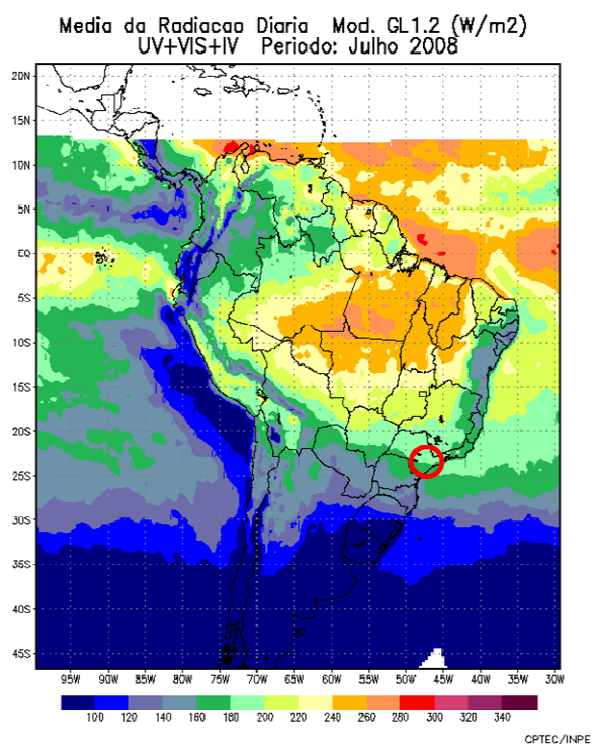 Media da Radiacao Diaria Mod. GL1.2 (W/m2)
UV+VIS+IV Periodo: Julho 2008
20N
15N
10N
5N
EQ
5S
10S
15S
20S
25S
30S
35S
40S
45S
95W 90W 85W 80W 75W 70W 65W 60W 55W 50W 45W 40W 35W 30W
100 120 140 160 180 200 220 240 260 280 300 320 340
CPTEC/INPE